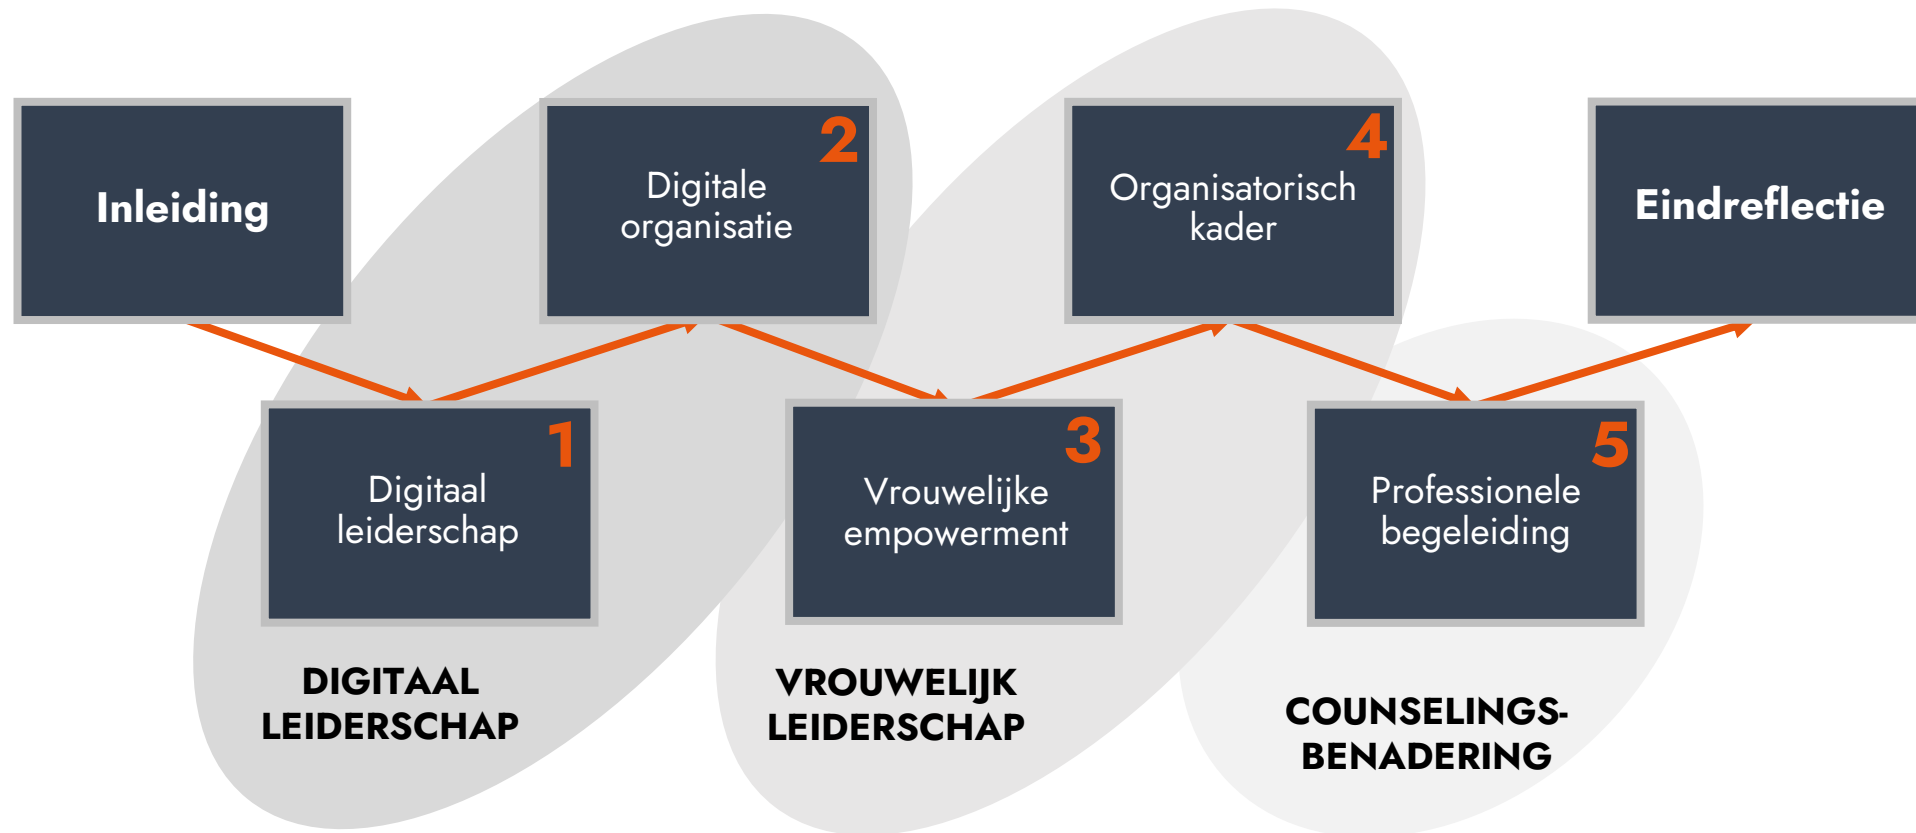 Inleiding
1
Digitaal
leiderschap
2
Digitale
organisatie
3
Vrouwelijke
empowerment
4
Organisatorisch
kader
5
Professionele
begeleiding
Eindreflectie
DIGITAAL
LEIDERSCHAP
VROUWELIJK
LEIDERSCHAP
COUNSELINGS-
BENADERING